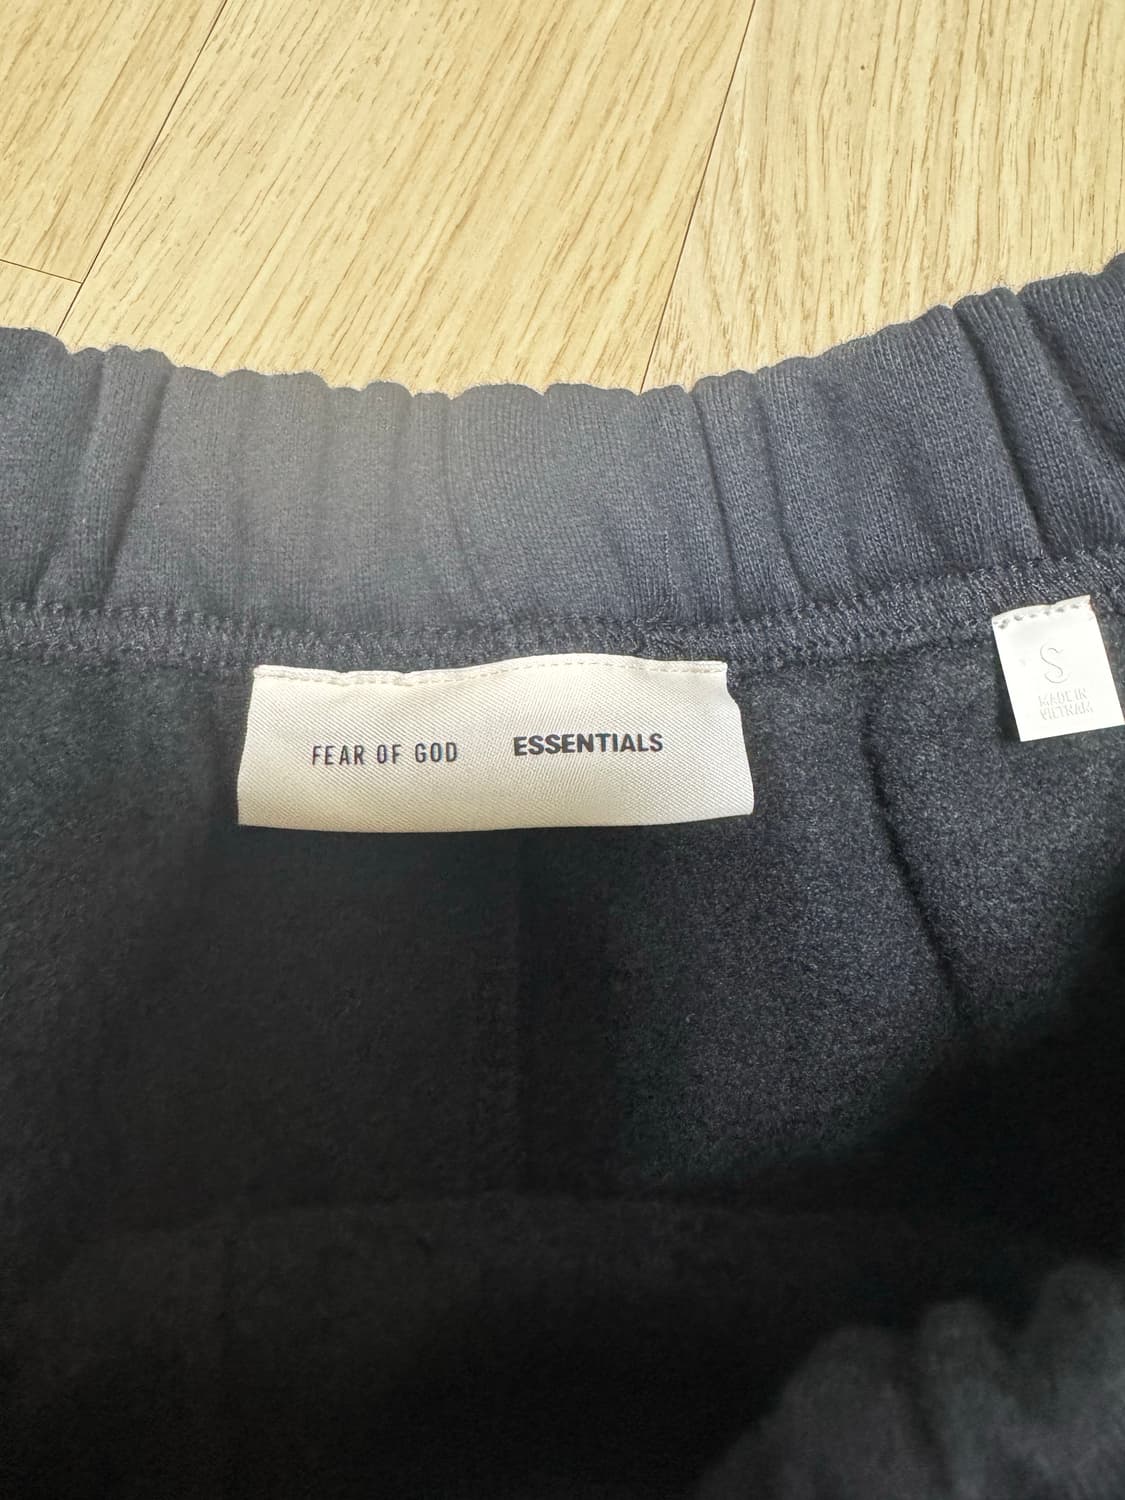 FEAR OF GOD ESSENTIALS
S
MADE IN
VIETNAM